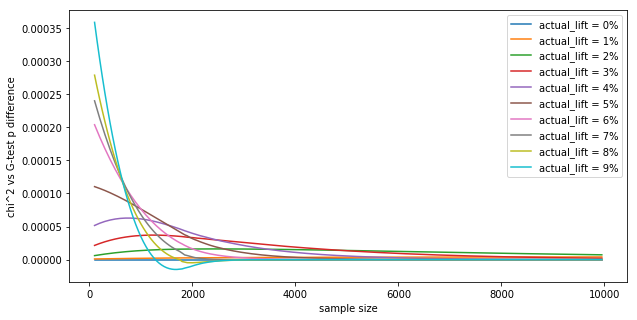 actual_lift = 0%
actual_lift = 1%
actual_lift = 2%
actual_lift = 3%
actual_lift = 4%
actual_lift = 5%
actual_lift = 6%
actual_lift = 7%
actual_lift = 8%
actual_lift = 9%
chi^2 vs G-test p difference
0.00035
0.00030
0.00025
0.00020
0.00015
0.00010
0.00005
0.00000
0 2000 4000 6000 8000 10000
sample size